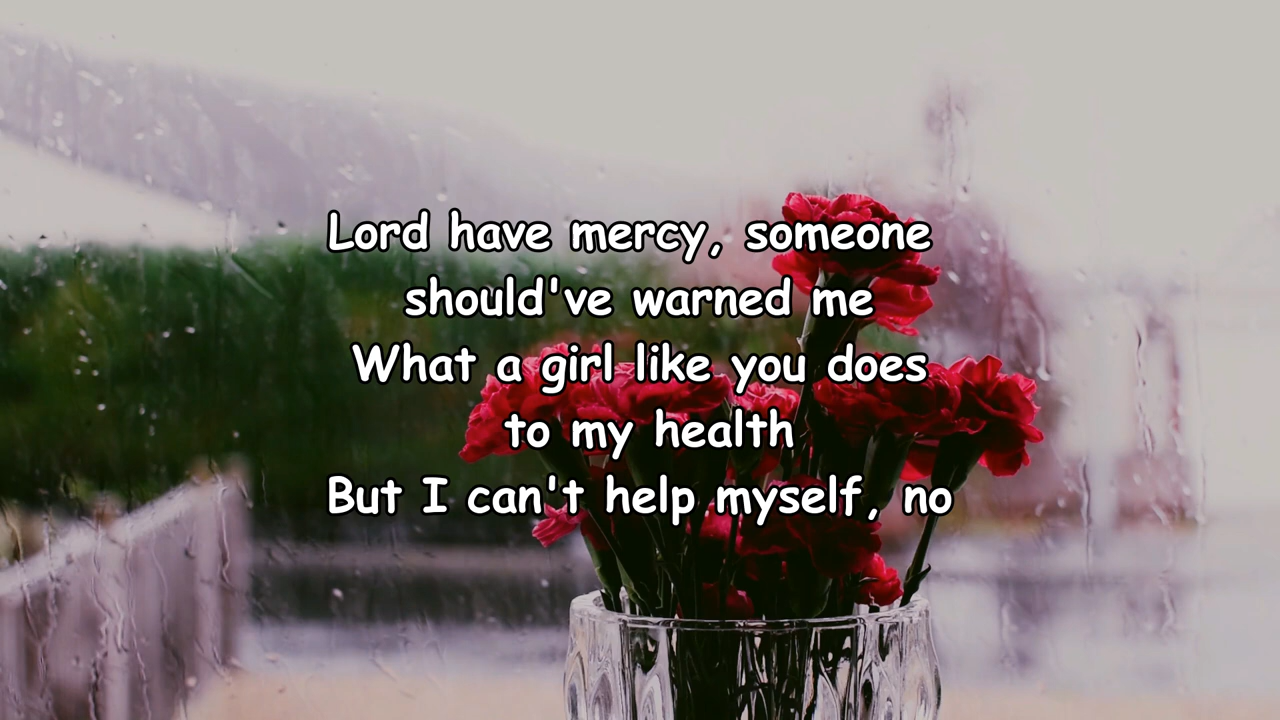 Lord have mercy, someone
should've warned me
What a girl like you does
to my health
But I can't help myself, no